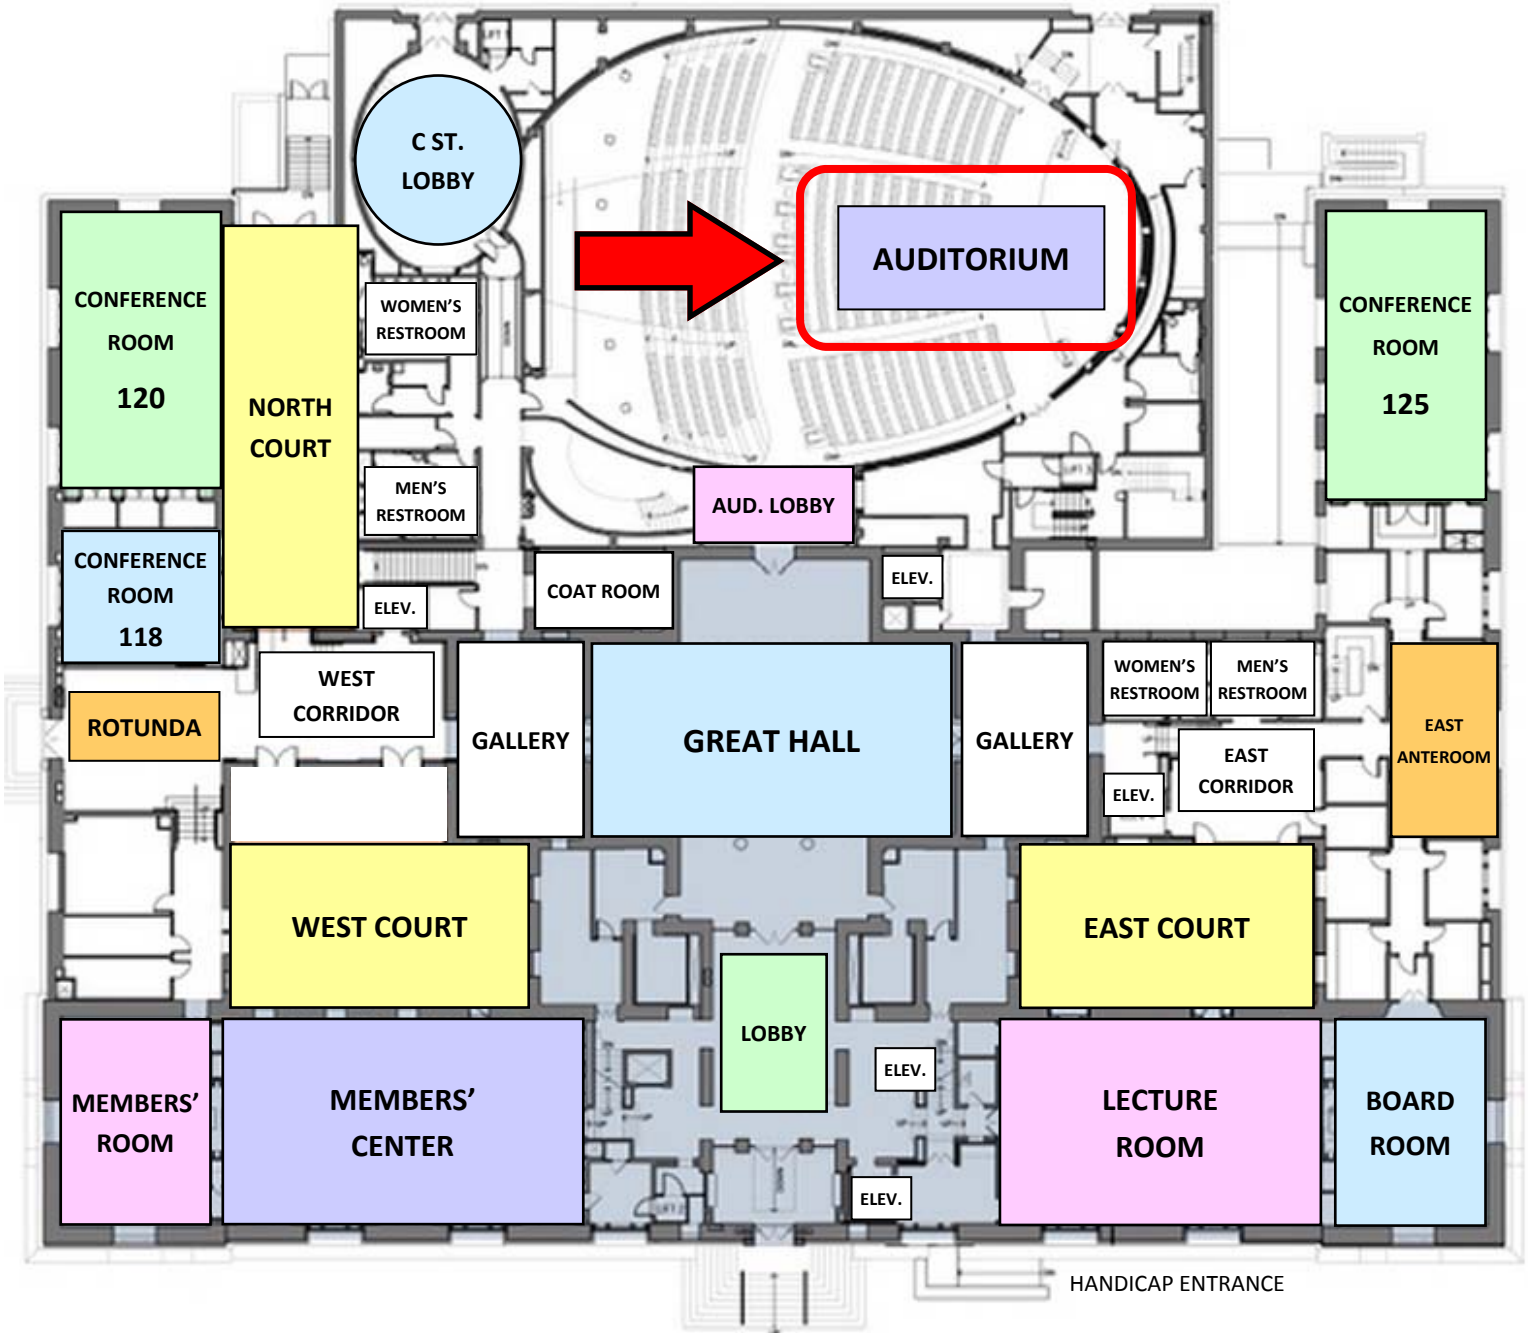 C ST.
LOBBY
AUDITORIUM
CONFERENCE
ROOM
120
NORTH
COURT
WOMEN'S
RESTROOM
MEN'S
RESTROOM
CONFERENCE
ROOM
125
AUD. LOBBY
CONFERENCE
ROOM
118
ELEV.
COAT ROOM
ELEV.
WEST
CORRIDOR
ROTUNDA
GALLERY
GREAT HALL
GALLERY
WOMEN'S
RESTROOM
MEN'S
RESTROOM
EAST
CORRIDOR
ELEV.
EAST
ANTEROOM
WEST COURT
EAST COURT
LOBBY
ELEV.
MEMBERS'
ROOM
MEMBERS'
CENTER
LECTURE
ROOM
BOARD
ROOM
ELEV.
HANDICAP ENTRANCE